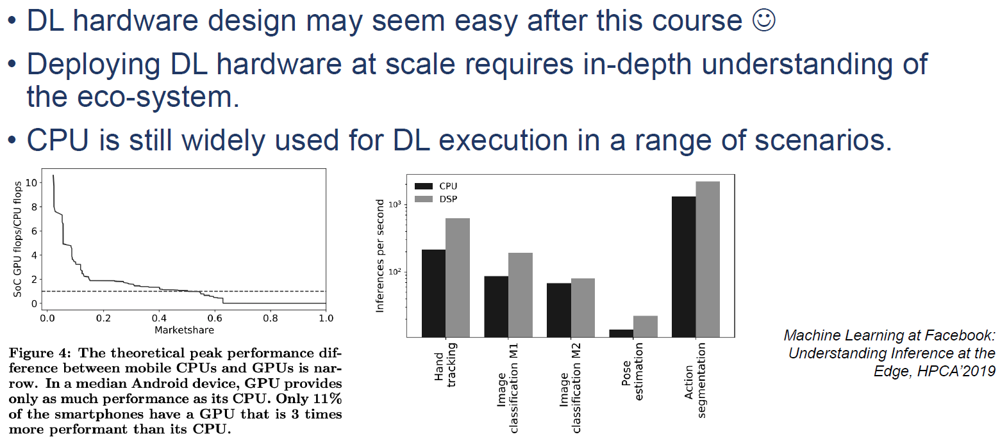 • DL hardware design may seem easy after this course ☺
• Deploying DL hardware at scale requires in-depth understanding of
the eco-system.
• CPU is still widely used for DL execution in a range of scenarios.
SoC GPU flops/CPU flops
10
8
6
4
2
0
0.0 0.2 0.4 0.6 0.8 1.0
Marketshare
Figure 4: The theoretical peak performance dif-
ference between mobile CPUs and GPUs is nar-
row. In a median Android device, GPU provides
only as much performance as its CPU. Only 11%
of the smartphones have a GPU that is 3 times
more performant than its CPU.
Inferences per second
CPU
DSP
10³
10²
Hand
tracking
Image
classification M1
Image
classification M2
Pose
estimation
Action
segmentation
Machine Learning at Facebook:
Understanding Inference at the
Edge, HPCA'2019